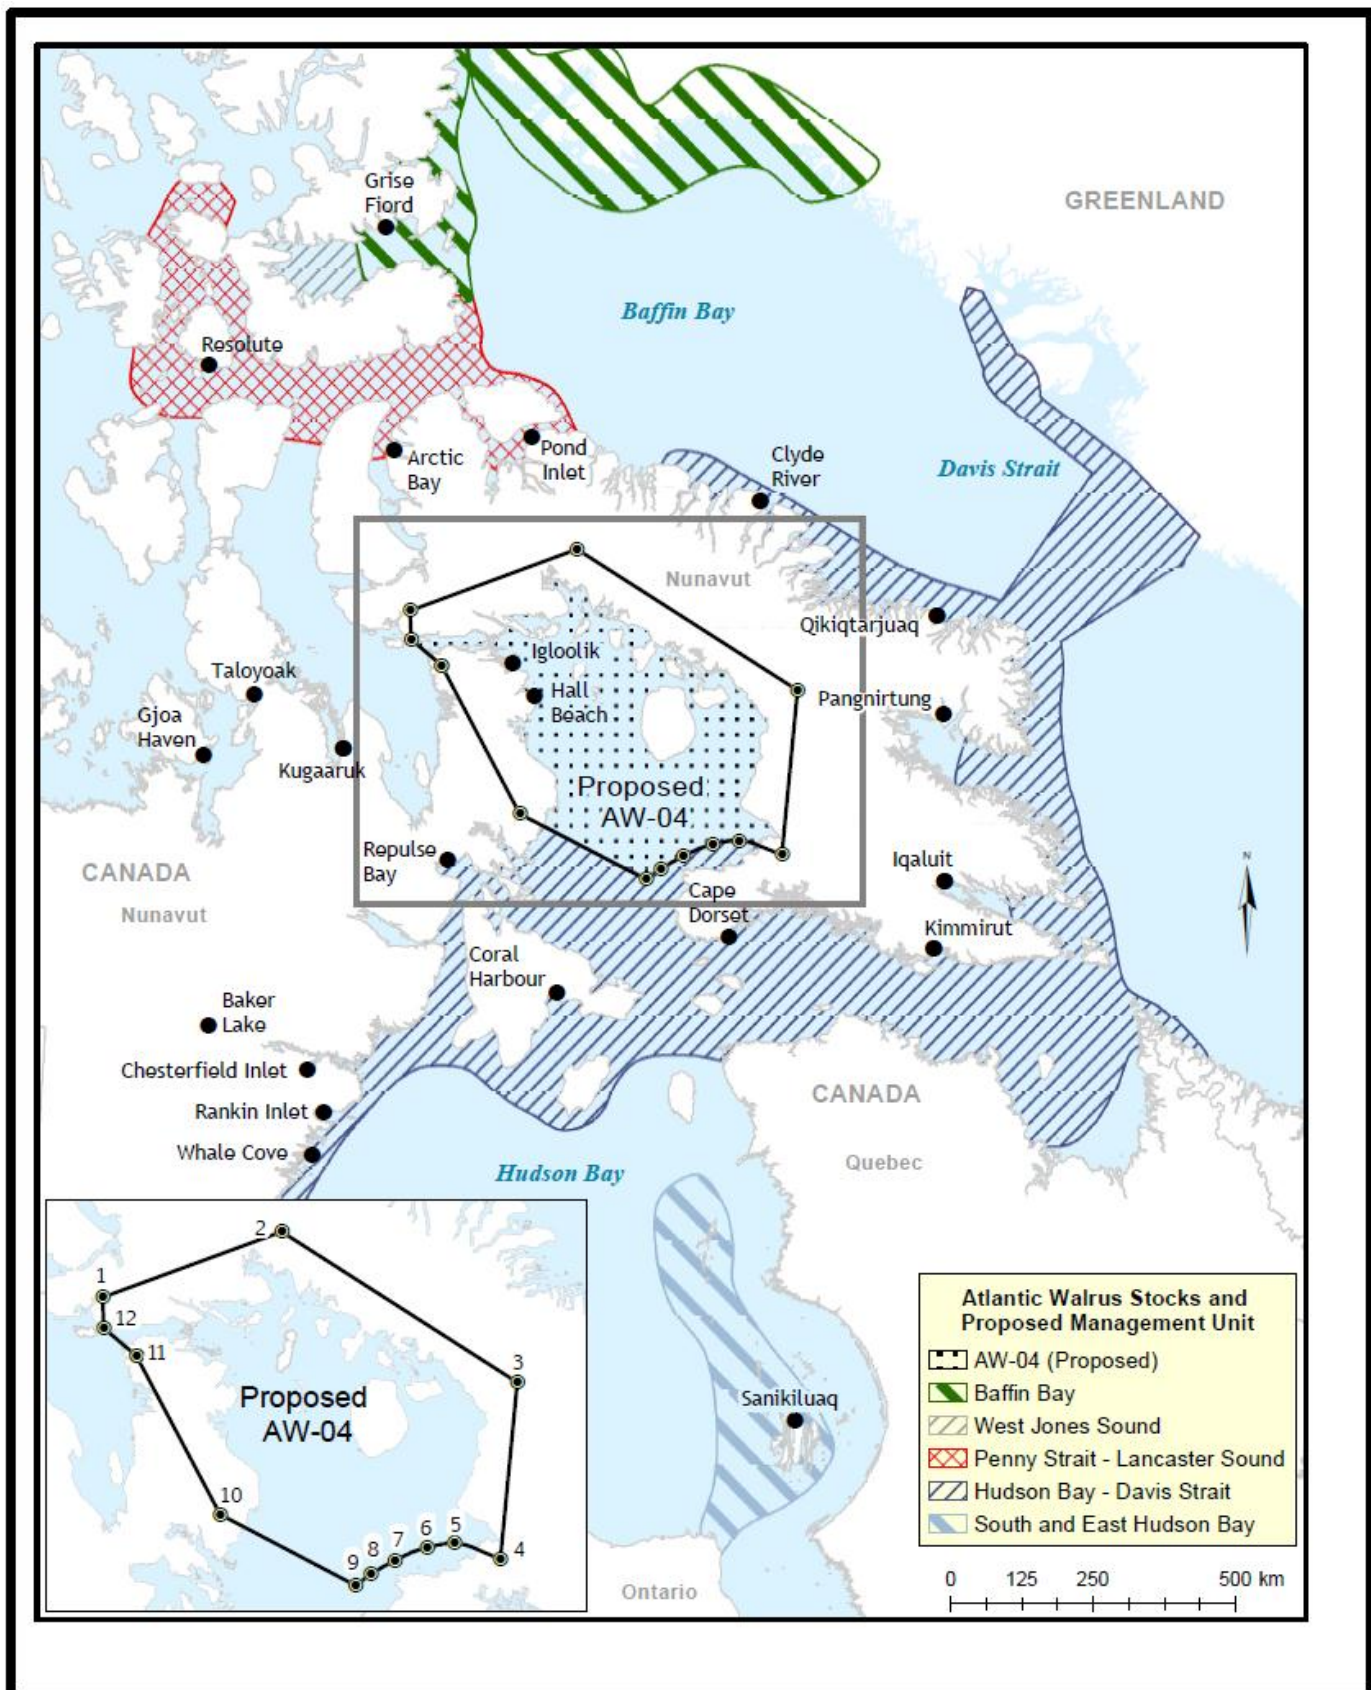 Grise
Fiord
GREENLAND
Baffin Bay
Resolute
Arctic
Bay
Pond
Inlet
Clyde
River
Davis Strait
Nunavut
Qikiqtarjuaq
Igloolik
Hall
Beach
Pangnirtung
Taloyoak
Gjoa
Haven
Kugaaruk
Proposed
AW-04
Repulse
Bay
CANADA
Nunavut
Iqaluit
Cape
Dorset
Kimmirut
N
Coral
Harbour
Baker
Lake
Chesterfield Inlet
Rankin Inlet
Whale Cove
CANADA
Quebec
Hudson Bay
Sanikiluaq
Ontario
1
2
3
4
5
6
7
8
9
10
11
12
Proposed
AW-04
Atlantic Walrus Stocks and
Proposed Management Unit
AW-04 (Proposed)
Baffin Bay
West Jones Sound
Penny Strait - Lancaster Sound
Hudson Bay - Davis Strait
South and East Hudson Bay
0 125 250 500 km